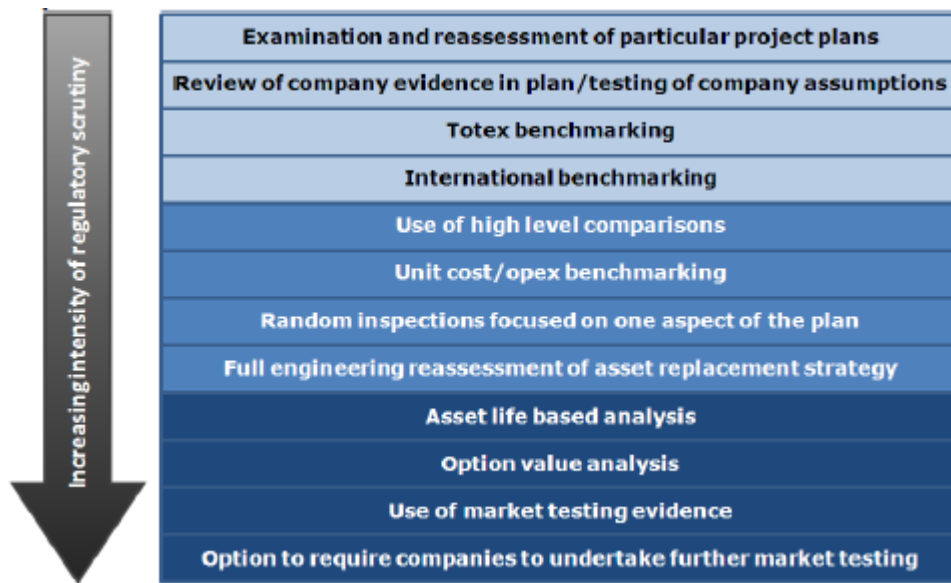 Increasing intensity of regulatory scrutiny
Examination and reassessment of particular project plans
Review of company evidence in plan/testing of company assumptions
Totex benchmarking
International benchmarking
Use of high level comparisons
Unit cost/opex benchmarking
Random inspections focused on one aspect of the plan
Full engineering reassessment of asset replacement strategy
Asset life based analysis
Option value analysis
Use of market testing evidence
Option to require companies to undertake further market testing